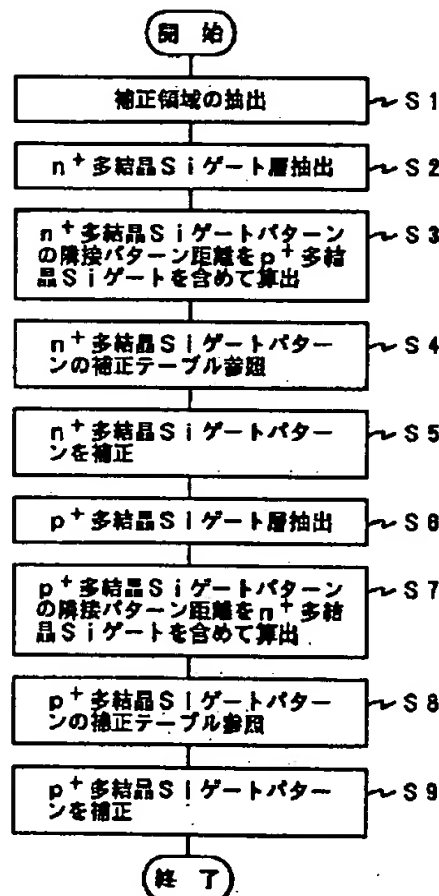 開 始
補正領域の抽出 ~S1
n+多結晶Siゲート層抽出 ~S2
n+多結晶Siゲートパターン
の隣接パターン距離をp+多結
晶Siゲートを含めて算出 ~S3
n+多結晶Siゲートパター
ンの補正テーブル参照 ~S4
n+多結晶Siゲートパター
ンを補正 ~S5
p+多結晶Siゲート層抽出 ~S6
p+多結晶Siゲートパターン
の隣接パターン距離をn+多結
晶Siゲートを含めて算出 ~S7
p+多結晶Siゲートパター
ンの補正テーブル参照 ~S8
p+多結晶Siゲートパター
ンを補正 ~S9
終 了